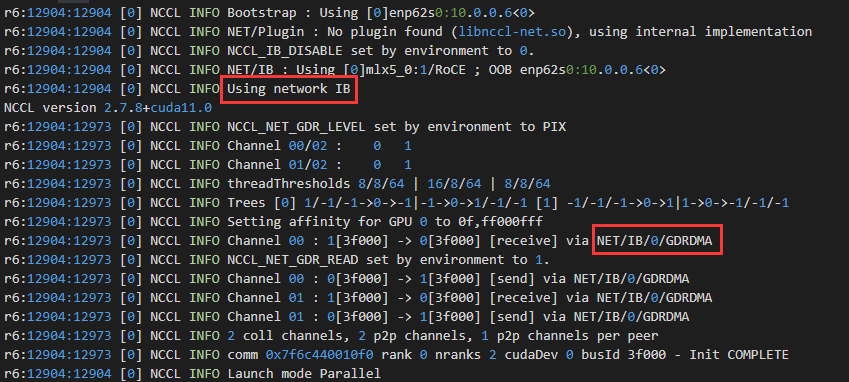 r6:12904:12904 [0] NCCL INFO Bootstrap : Using [0]enp62s0:10.0.0.6<0>
r6:12904:12904 [0] NCCL INFO NET/Plugin : No plugin found (libnccl-net.so), using internal implementation
r6:12904:12904 [0] NCCL INFO NCCL_IB_DISABLE set by environment to 0.
r6:12904:12904 [0] NCCL INFO NET/IB : Using [0]mlx5_0:1/RoCE ; OOB enp62s0:10.0.0.6<0>
r6:12904:12904 [0] NCCL INFO Using network IB
NCCL version 2.7.8+cuda11.0
r6:12904:12973 [0] NCCL INFO NCCL_NET_GDR_LEVEL set by environment to PIX
r6:12904:12973 [0] NCCL INFO Channel 00/02 :    0   1
r6:12904:12973 [0] NCCL INFO Channel 01/02 :    0   1
r6:12904:12973 [0] NCCL INFO threadThresholds 8/8/64 | 16/8/64 | 8/8/64
r6:12904:12973 [0] NCCL INFO Trees [0] 1/-1/-1->0->-1|-1->0->1/-1/-1 [1] -1/-1/-1->0->1|1->0->-1/-1/-1
r6:12904:12973 [0] NCCL INFO Setting affinity for GPU 0 to 0f,ff000fff
r6:12904:12973 [0] NCCL INFO Channel 00 : 1[3f000] -> 0[3f000] [receive] via NET/IB/0/GDRDMA
r6:12904:12973 [0] NCCL INFO NCCL_NET_GDR_READ set by environment to 1.
r6:12904:12973 [0] NCCL INFO Channel 00 : 0[3f000] -> 1[3f000] [send] via NET/IB/0/GDRDMA
r6:12904:12973 [0] NCCL INFO Channel 01 : 1[3f000] -> 0[3f000] [receive] via NET/IB/0/GDRDMA
r6:12904:12973 [0] NCCL INFO Channel 01 : 0[3f000] -> 1[3f000] [send] via NET/IB/0/GDRDMA
r6:12904:12973 [0] NCCL INFO 2 coll channels, 2 p2p channels, 1 p2p channels per peer
r6:12904:12973 [0] NCCL INFO comm 0x7f6c440010f0 rank 0 nranks 2 cudaDev 0 busId 3f000 - Init COMPLETE
r6:12904:12904 [0] NCCL INFO Launch mode Parallel